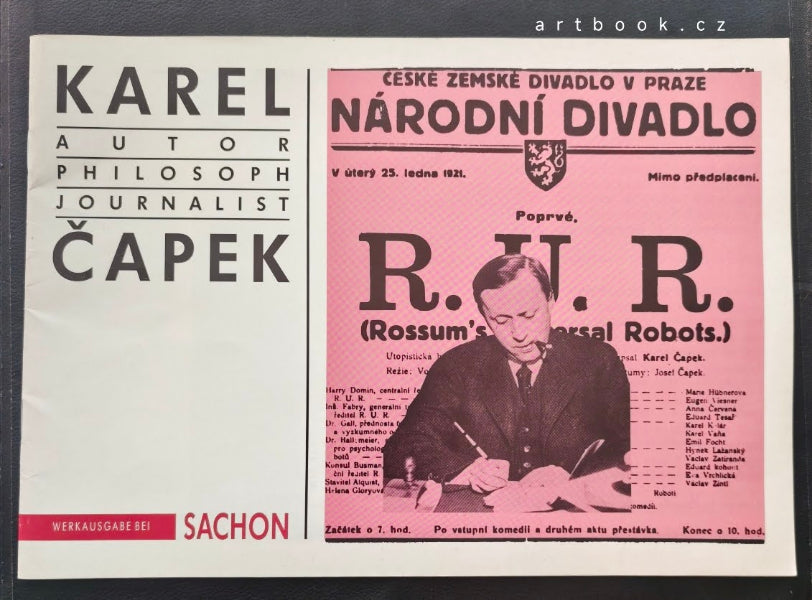 artbook.cz
KAREL
AUTOR
PHILOSOPH
JOURNALIST
ČAPEK
WERKAUSGABE BEI SACHON
ČESKÉ ZEMSKÉ DIVADLO V PRAZE
NÁRODNÍ DIVADLO
V úterý 25. ledna 1921.
Mimo předplacení.
Poprvé.
R. U. R.
(Rossum's ersal Robots.)
Utopistická
psal Karel Čapek.
Režie: Vo
tumy: Josef Čapek.
Harry Domin, centrální ře
R. U. R.
Inž. Fabry, generální t
ředitel R. U. R.
Dr. Gall, přednosta f
a výzkumného o
Dr. Hallmeier,
pro psycholog
botů
Konsul Busman,
ční ředitel R.
Stavitel Alquist,
Helena Gloryová
Marie Hübnerová
Eugen Viesner
Anna Červená
Eduard
Karel
Karel Váňa
Emil Focht
Hynek Lažanský
Václav Zatiranda
Eduard Kohout
Eva Vrchlická
Václav Zintl
Roboti
komedií.
Začátek o 7. hod.
Po vstupní komedii a druhém aktu přestávka.
Konec o 10. hod.